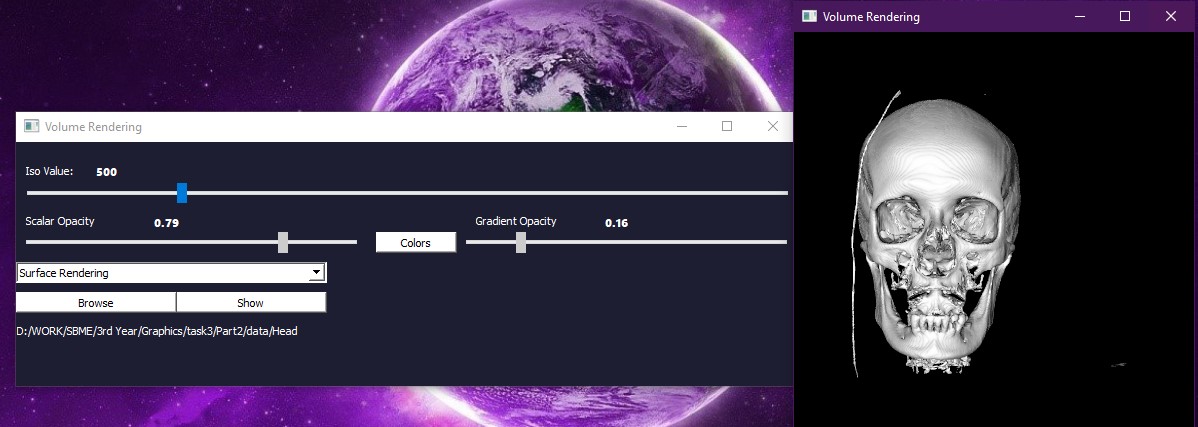 Volume Rendering
Volume Rendering
Iso Value: 500
Scalar Opacity 0.79 Gradient Opacity 0.16
Colors
Surface Rendering
Browse Show
D:/WORK/SBME/3rd Year/Graphics/task3/Part2/data/Head